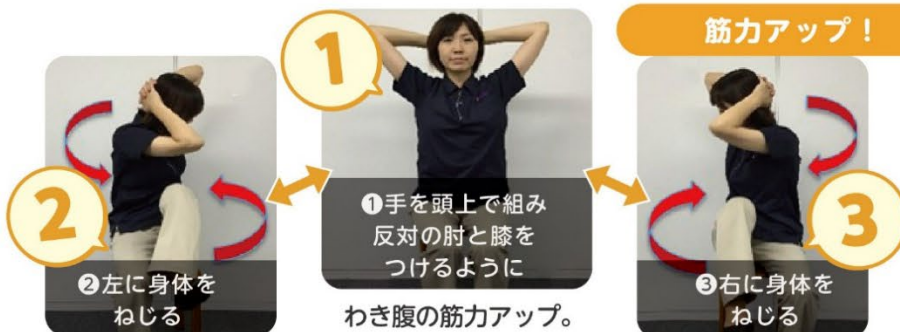 筋力アップ！
1
❶手を頭上で組み
反対の肘と膝を
つけるように
わき腹の筋力アップ。
2
❷左に身体を
ねじる
3
❸右に身体を
ねじる